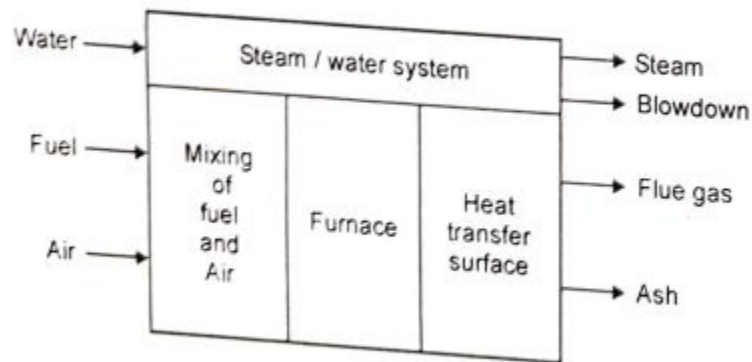 Water
Steam / water system
Steam
Blowdown
Fuel
Mixing
of
fuel
and
Air
Furnace
Heat
transfer
surface
Flue gas
Air
Ash